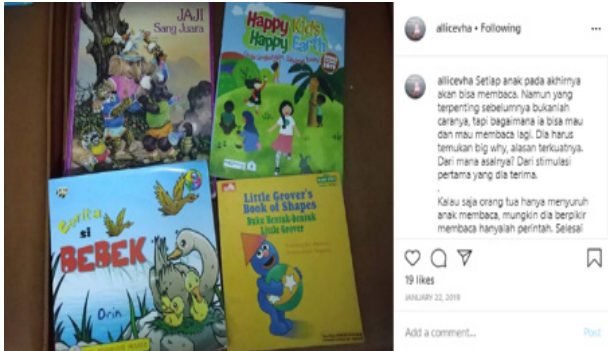 JAJI
Sang Juara
Happy Kids
Happy Earth
Cerita
si
BEBEK
Orin
Little Grover's
Book of Shapes
Buku Bentuk-bentuk
Little Grover
allicevha • Following
allicevha Setiap anak pada akhirnya
akan bisa membaca. Namun yang
terpenting sebelumnya bukanlah
caranya, tapi bagaimana ia bisa mau
dan mau membaca lagi. Dia harus
temukan big why, alasan terkuatnya.
Dari mana asalnya? Dari stimulasi
pertama yang dia terima.
.
Kalau saja orang tua hanya menyuruh
anak membaca, mungkin dia berpikir
membaca hanyalah perintah. Selesai
19 likes
JANUARY 22, 2019
Add a comment...
Post